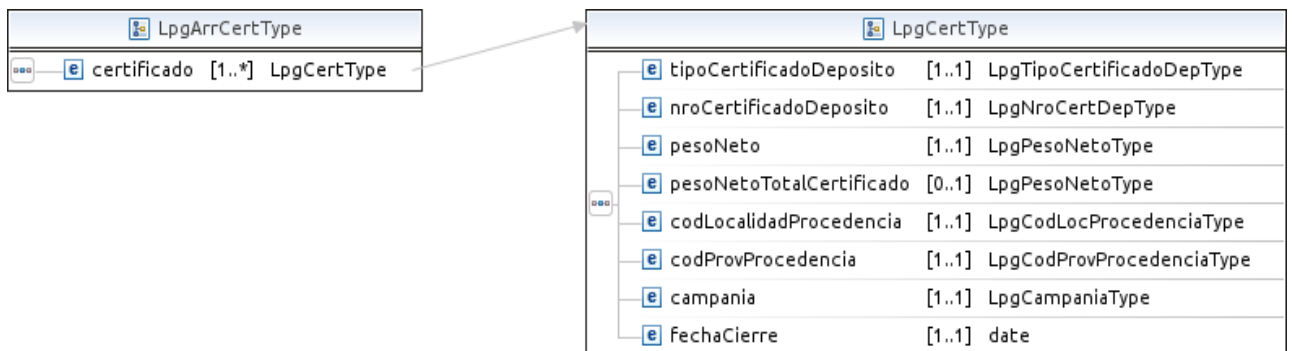 LpgArrCertType
e certificado [1..*] LpgCertType
LpgCertType
e tipoCertificadoDeposito [1..1] LpgTipoCertificadoDepType
e nroCertificadoDeposito [1..1] LpgNroCertDepType
e pesoNeto [1..1] LpgPesoNetoType
e pesoNetoTotalCertificado [0..1] LpgPesoNetoType
e codLocalidadProcedencia [1..1] LpgCodLocProcedenciaType
e codProvProcedencia [1..1] LpgCodProvProcedenciaType
e campania [1..1] LpgCampaniaType
e fechaCierre [1..1] date